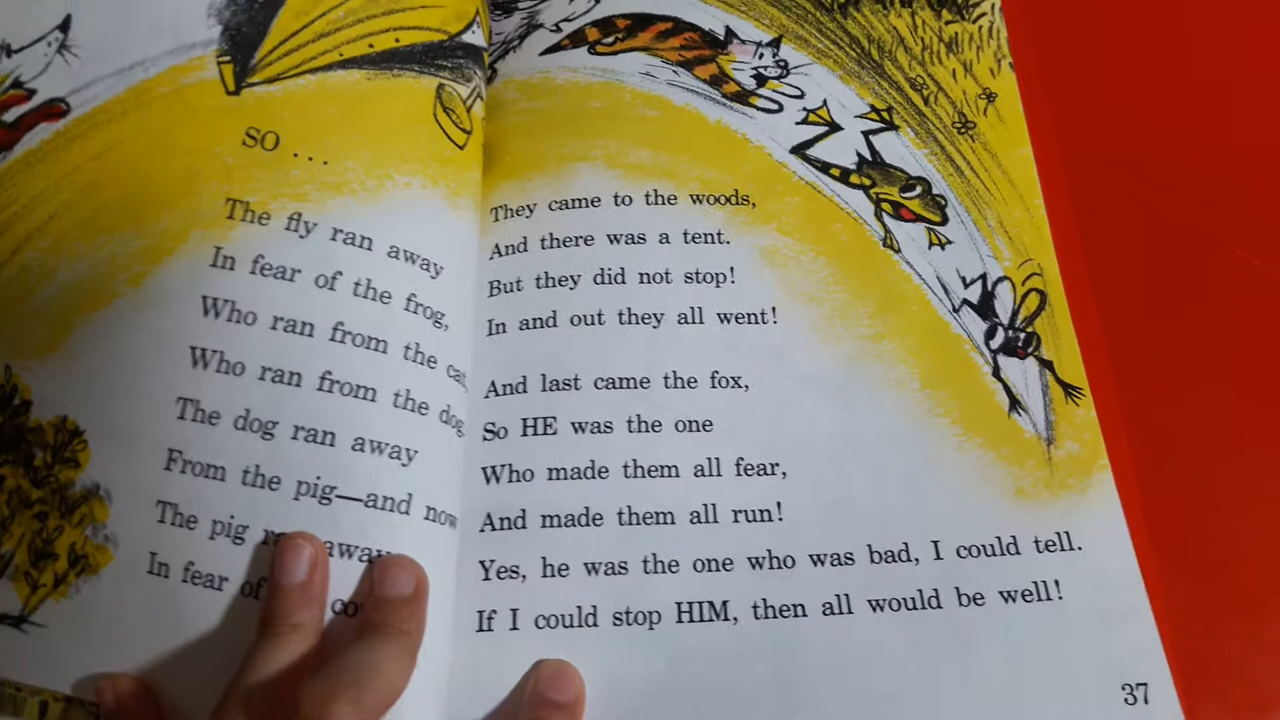 SO ...
The fly ran away
In fear of the frog,
Who ran from the cat,
Who ran from the dog.
The dog ran away
From the pig—and now
The pig away
In fear of
They came to the woods,
And there was a tent.
But they did not stop!
In and out they all went!
And last came the fox,
So HE was the one
Who made them all fear,
And made them all run!
Yes, he was the one who was bad, I could tell.
If I could stop HIM, then all would be well!
37